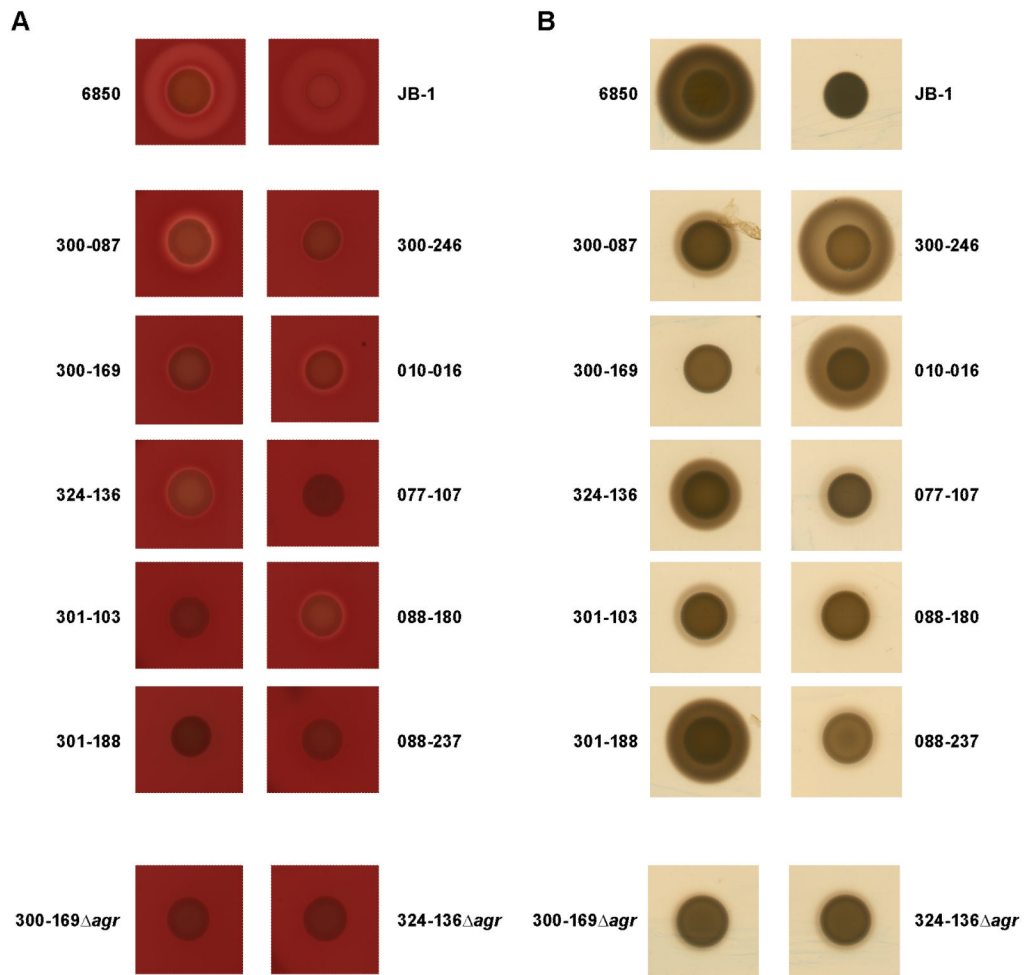 A B
6850 JB-1 6850 JB-1
300-087 300-246 300-087 300-246
300-169 010-016 300-169 010-016
324-136 077-107 324-136 077-107
301-103 088-180 301-103 088-180
301-188 088-237 301-188 088-237
300-169Δagr 324-136Δagr 300-169Δagr 324-136Δagr